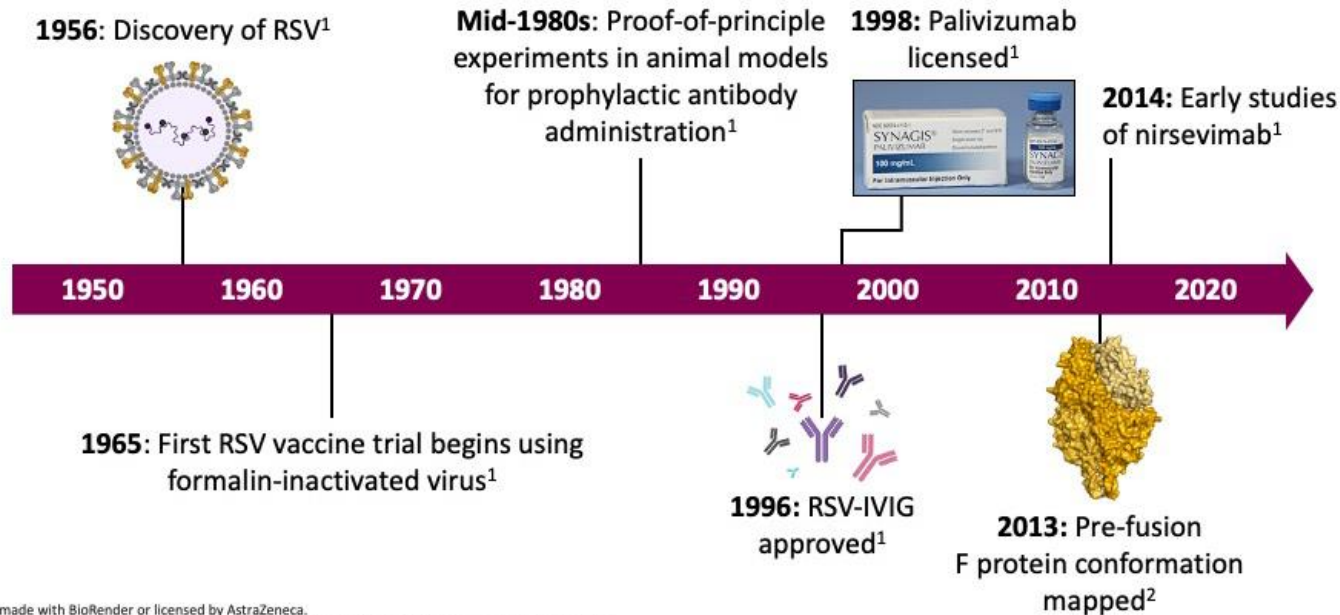 1956: Discovery of RSV¹
Mid-1980s: Proof-of-principle
experiments in animal models
for prophylactic antibody
administration¹
1998: Palivizumab
licensed¹
SYNAGIS®
PALIVIZUMAB
100 mg/mL
For Intramuscular Injection Only
SYNAGIS
2014: Early studies
of nirsevimab¹
1950 1960 1970 1980 1990 2000 2010 2020
1965: First RSV vaccine trial begins using
formalin-inactivated virus¹
1996: RSV-IVIG
approved¹
2013: Pre-fusion
F protein conformation
mapped²
made with BioRender or licensed by AstraZeneca.